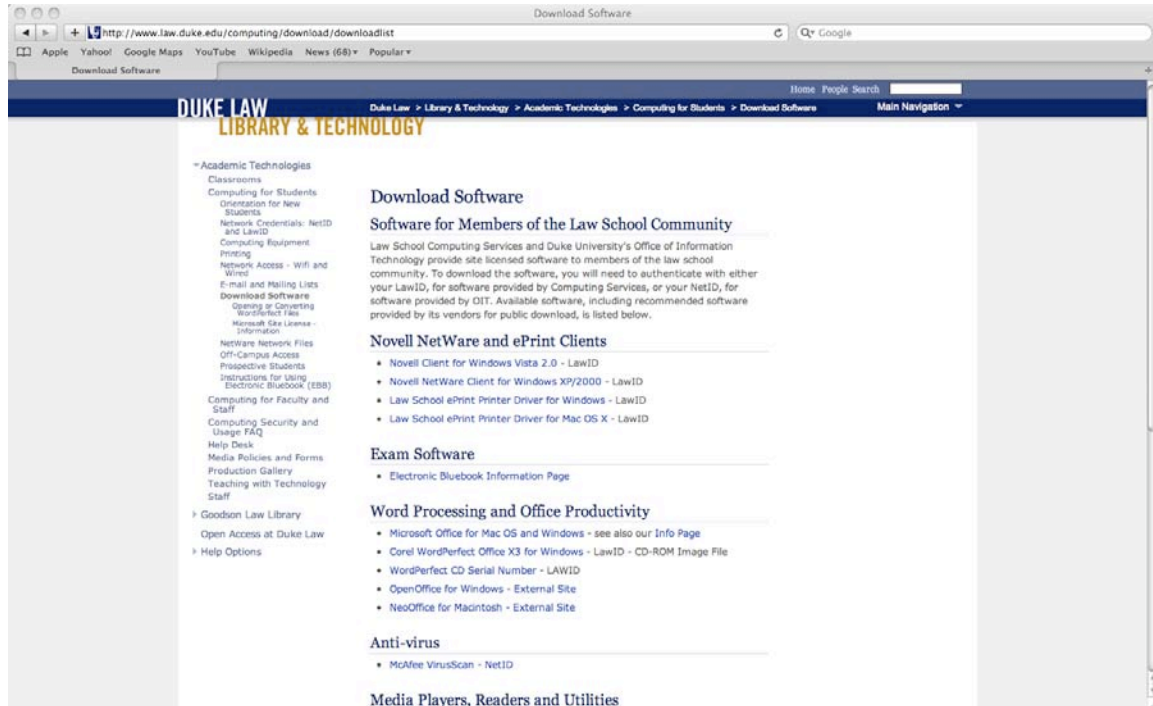 Download Software
http://www.law.duke.edu/computing/download/downloadlist
Google
Apple Yahoo! Google Maps YouTube Wikipedia News (68) Popular
Download Software
Home People Search
DUKE LAW
LIBRARY & TECHNOLOGY
Duke Law > Library & Technology > Academic Technologies > Computing for Students > Download Software
Main Navigation
Academic Technologies
Classrooms
Computing for Students
Orientation for New
Students
Network Credentials: NetID
and LawID
Computing Equipment
Printing
Network Access - Wifi and
Wired
E-mail and Mailing Lists
Download Software
Opening or Converting
WordPerfect Files
Microsoft Site License -
Information
NetWare Network Files
Off-Campus Access
Prospective Students
Instructions for Using
Electronic Bluebook (EBB)
Computing for Faculty and
Staff
Computing Security and
Usage FAQ
Help Desk
Media Policies and Forms
Production Gallery
Teaching with Technology
Staff
Goodson Law Library
Open Access at Duke Law
Help Options
Download Software
Software for Members of the Law School Community
Law School Computing Services and Duke University's Office of Information
Technology provide site licensed software to members of the law school
community. To download the software, you will need to authenticate with either
your LawID, for software provided by Computing Services, or your NetID, for
software provided by OIT. Available software, including recommended software
provided by its vendors for public download, is listed below.
Novell NetWare and ePrint Clients
• Novell Client for Windows Vista 2.0 - LawID
• Novell NetWare Client for Windows XP/2000 - LawID
• Law School ePrint Printer Driver for Windows - LawID
• Law School ePrint Printer Driver for Mac OS X - LawID
Exam Software
• Electronic Bluebook Information Page
Word Processing and Office Productivity
• Microsoft Office for Mac OS and Windows - see also our Info Page
• Corel WordPerfect Office X3 for Windows - LawID - CD-ROM Image File
• WordPerfect CD Serial Number - LAWID
• OpenOffice for Windows - External Site
• NeoOffice for Macintosh - External Site
Anti-virus
• McAfee VirusScan - NetID
Media Players, Readers and Utilities